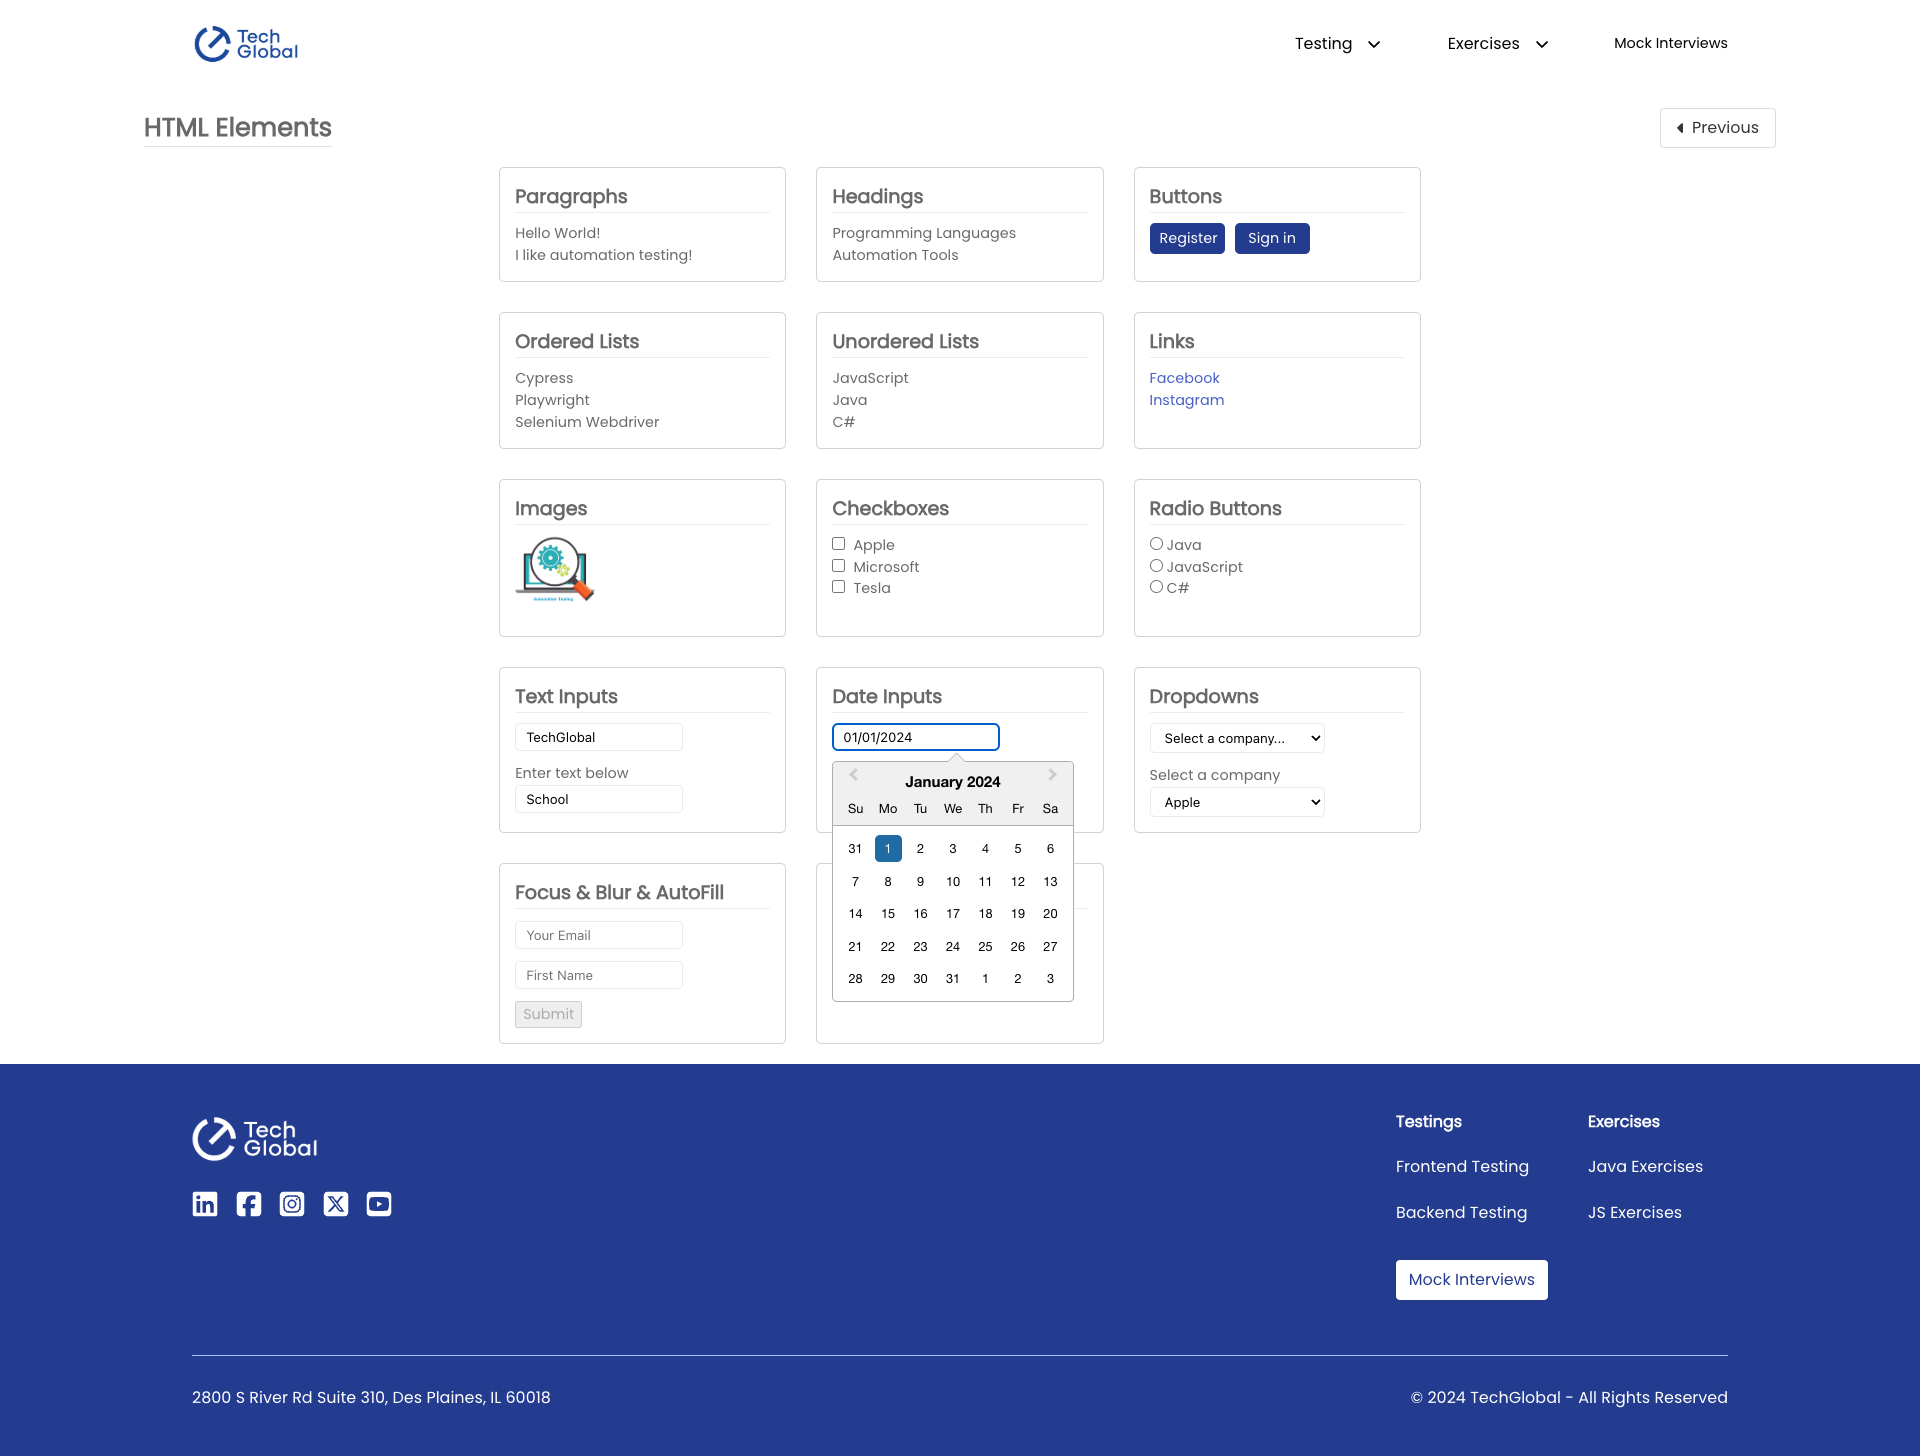 Tech
Global
Testing
Exercises
Mock Interviews
HTML Elements
Previous
Paragraphs
Hello World!
I like automation testing!
Headings
Programming Languages
Automation Tools
Buttons
Register
Sign in
Ordered Lists
Cypress
Playwright
Selenium Webdriver
Unordered Lists
JavaScript
Java
C#
Links
Facebook
Instagram
Images
Automation Testing
Checkboxes
Apple
Microsoft
Tesla
Radio Buttons
Java
JavaScript
C#
Text Inputs
TechGlobal
Enter text below
School
Date Inputs
01/01/2024
January 2024
Su Mo Tu We Th Fr Sa
31 1 2 3 4 5 6
7 8 9 10 11 12 13
14 15 16 17 18 19 20
21 22 23 24 25 26 27
28 29 30 31 1 2 3
Dropdowns
Select a company...
Select a company
Apple
Focus & Blur & AutoFill
Your Email
First Name
Submit
Tech
Global
Testings
Frontend Testing
Backend Testing
Mock Interviews
Exercises
Java Exercises
JS Exercises
2800 S River Rd Suite 310, Des Plaines, IL 60018
© 2024 TechGlobal - All Rights Reserved